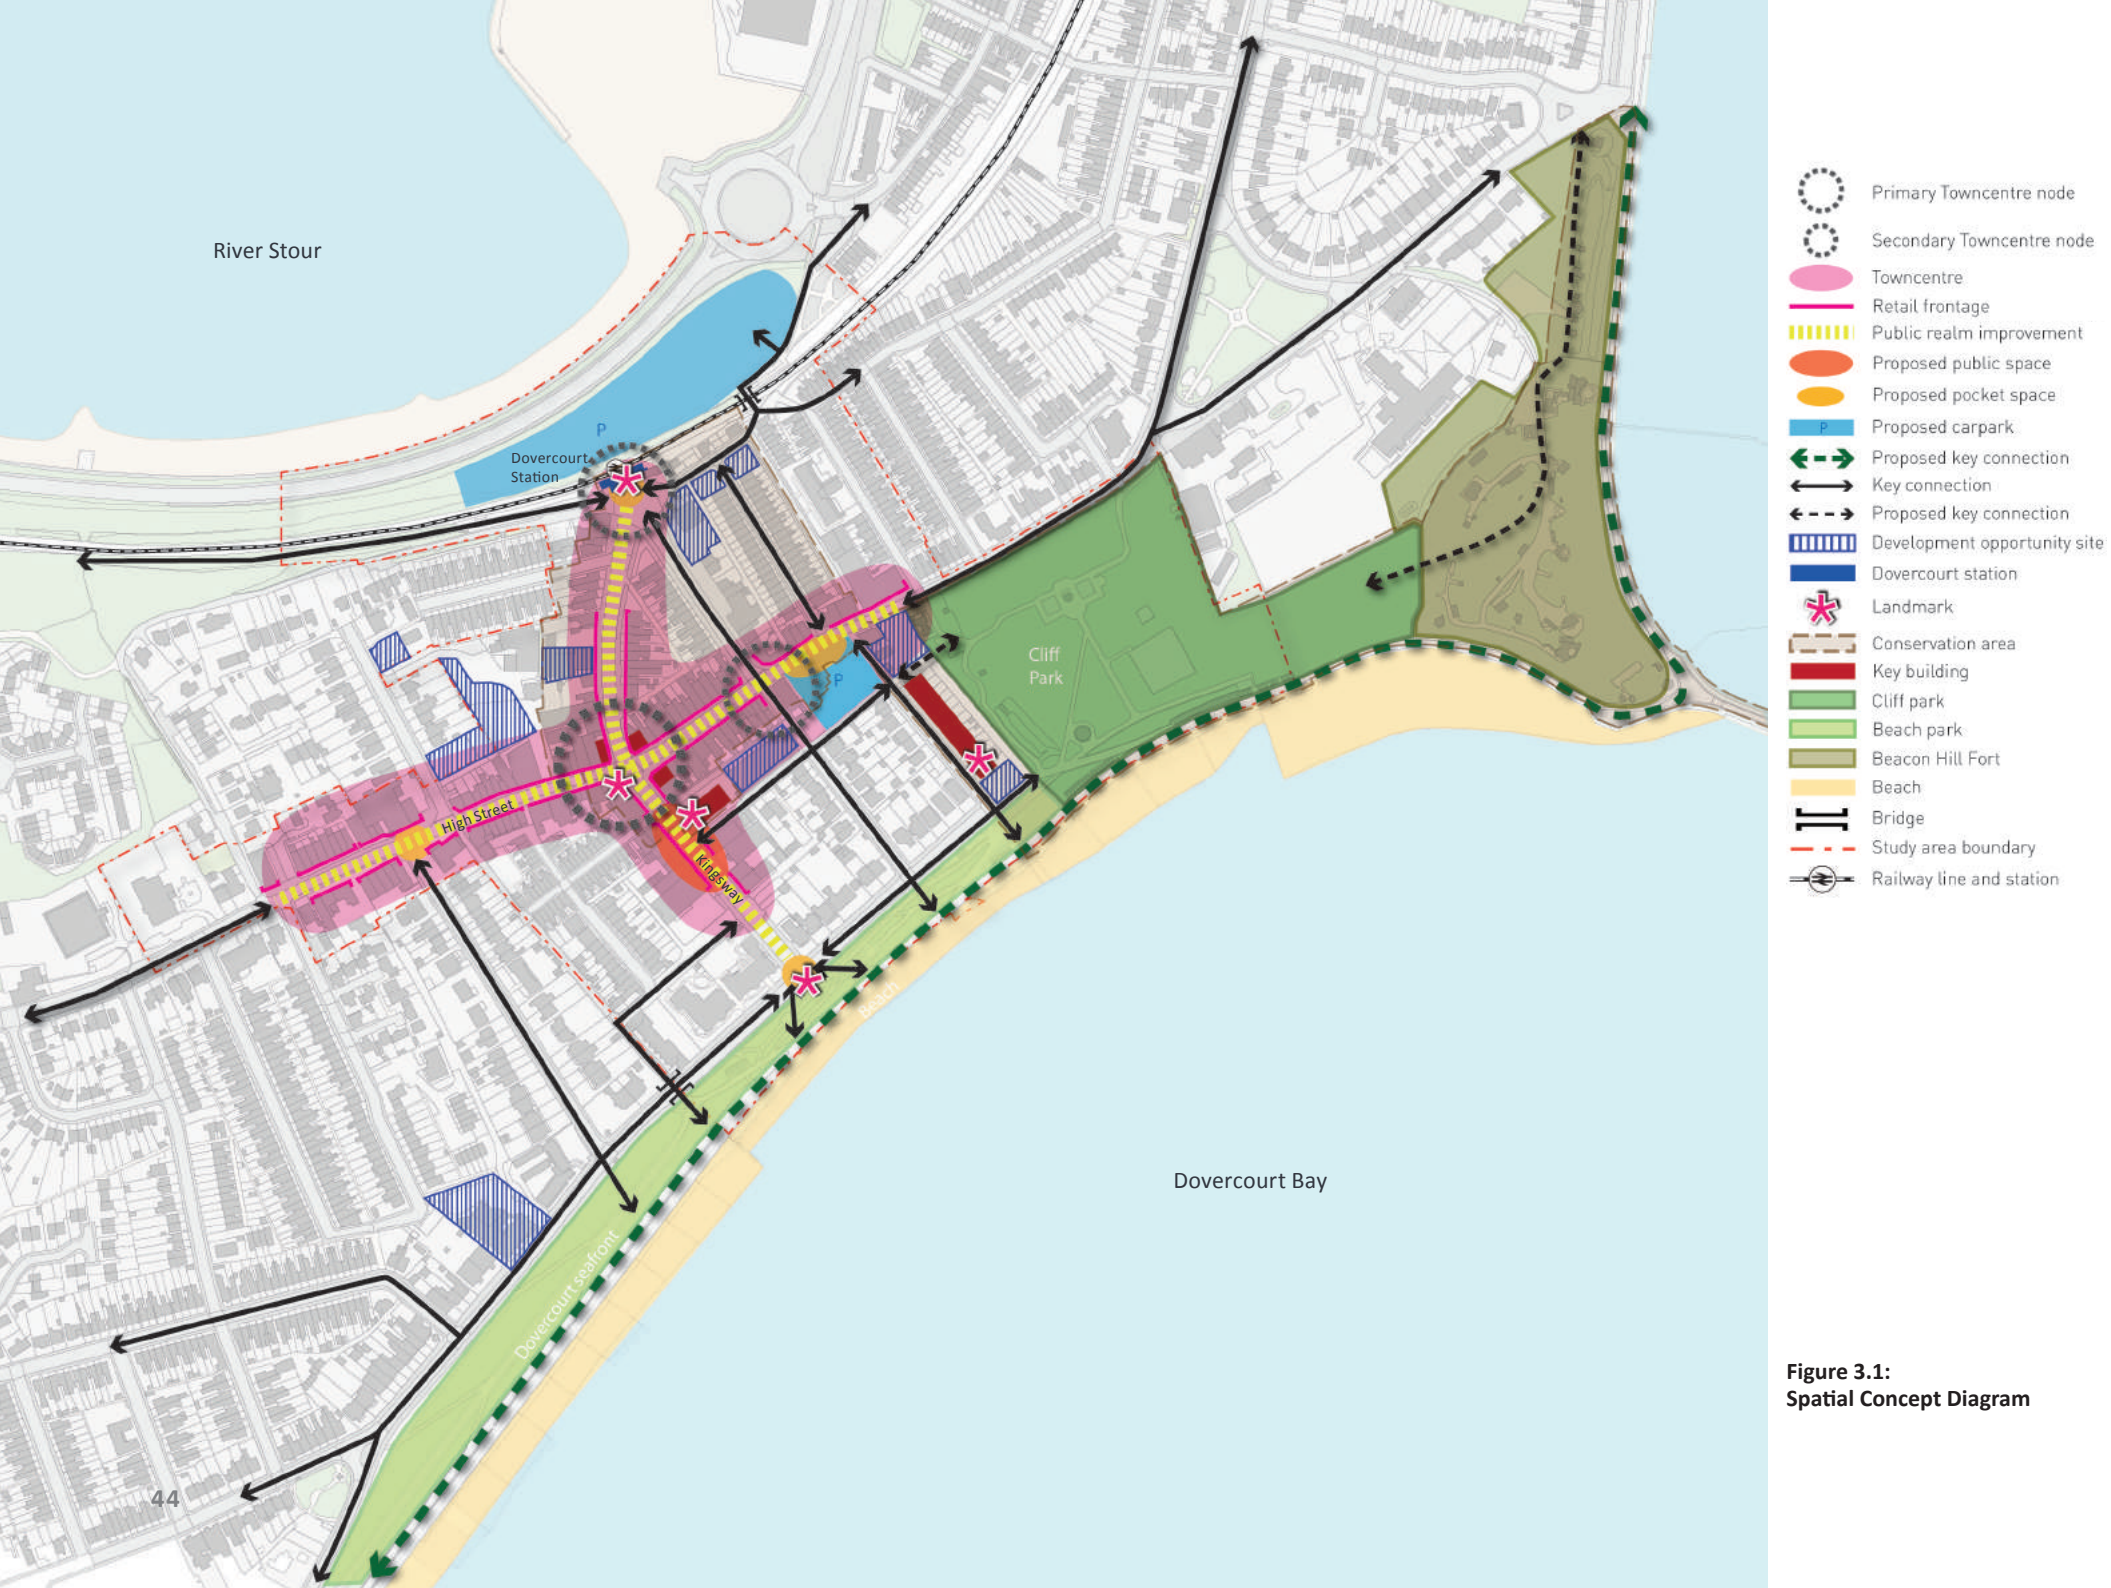 River Stour
P
Dovercourt
Station
Cliff
Park
P
High Street
Kingsway
Beach
Dovercourt Bay
Dovercourt seafront
44
Primary Towncentre node
Secondary Towncentre node
Towncentre
Retail frontage
Public realm improvement
Proposed public space
Proposed pocket space
P
Proposed carpark
Proposed key connection
Key connection
Proposed key connection
Development opportunity site
Dovercourt station
Landmark
Conservation area
Key building
Cliff park
Beach park
Beacon Hill Fort
Beach
Bridge
Study area boundary
Railway line and station
Figure 3.1:
Spatial Concept Diagram